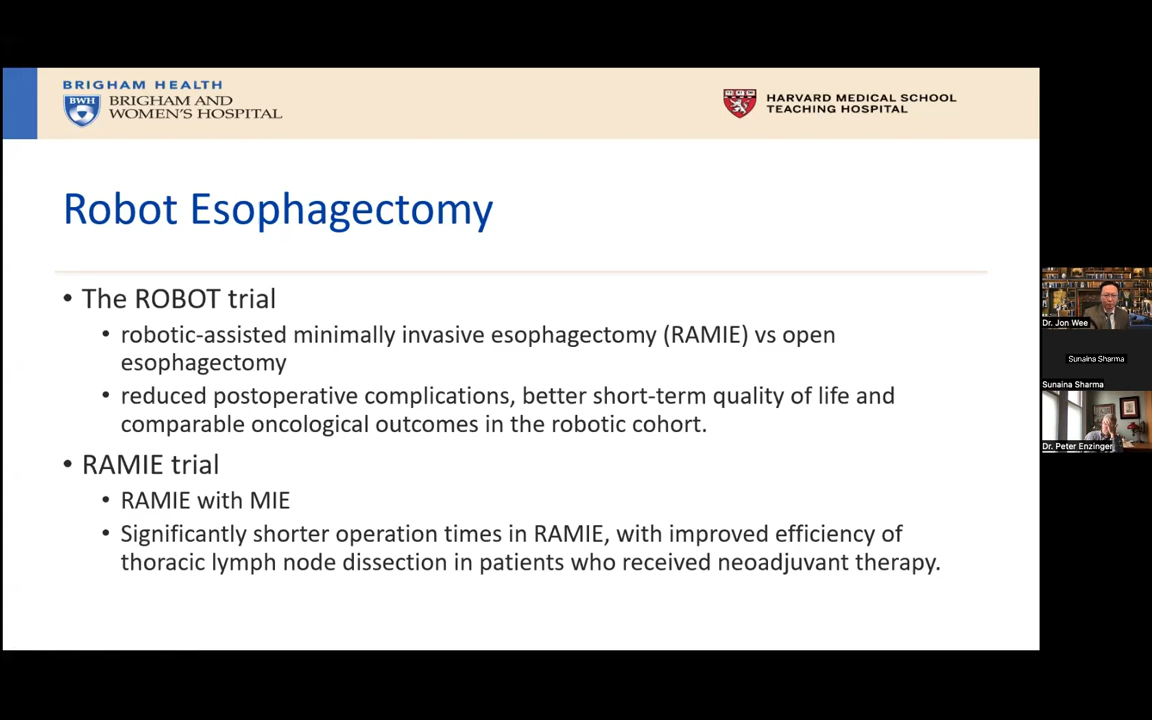 BRIGHAM HEALTH
BWH
BRIGHAM AND
WOMEN'S HOSPITAL
HARVARD MEDICAL SCHOOL
TEACHING HOSPITAL
Robot Esophagectomy
• The ROBOT trial
• robotic-assisted minimally invasive esophagectomy (RAMIE) vs open
esophagectomy
• reduced postoperative complications, better short-term quality of life and
comparable oncological outcomes in the robotic cohort.
• RAMIE trial
• RAMIE with MIE
• Significantly shorter operation times in RAMIE, with improved efficiency of
thoracic lymph node dissection in patients who received neoadjuvant therapy.
Dr. Jon Wee
Sunaina Sharma
Sunaina Sharma
Dr. Peter Enzinger